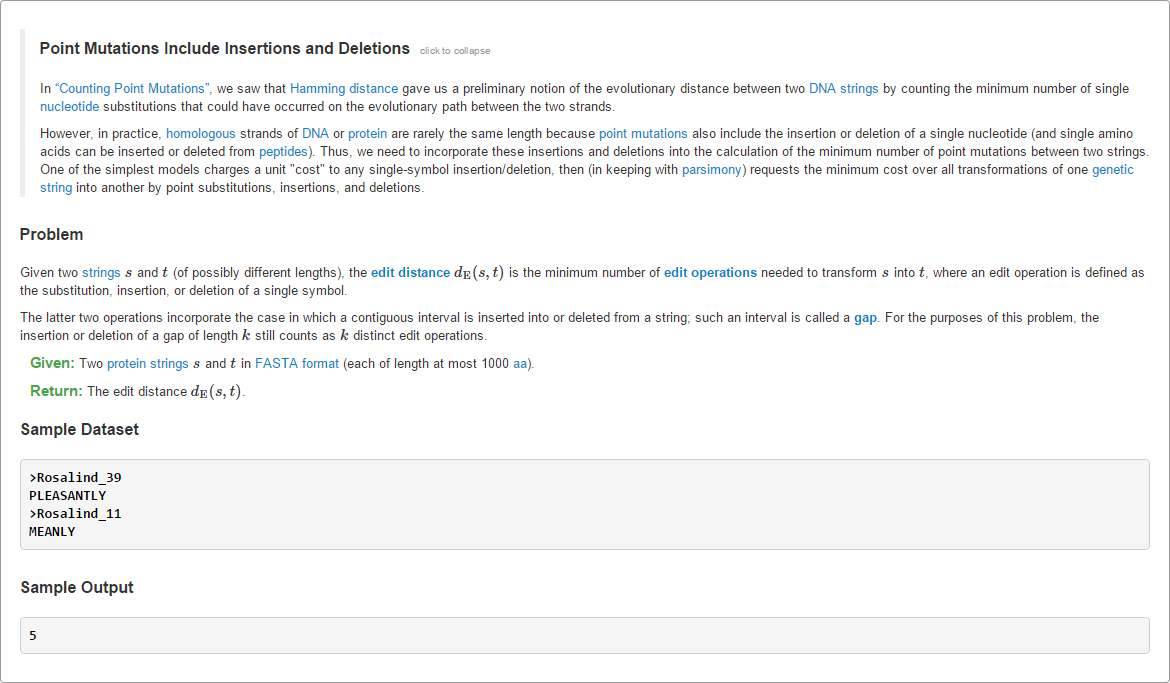 Point Mutations Include Insertions and Deletions click to collapse
In “Counting Point Mutations”, we saw that Hamming distance gave us a preliminary notion of the evolutionary distance between two DNA strings by counting the minimum number of single
nucleotide substitutions that could have occurred on the evolutionary path between the two strands.
However, in practice, homologous strands of DNA or protein are rarely the same length because point mutations also include the insertion or deletion of a single nucleotide (and single amino
acids can be inserted or deleted from peptides). Thus, we need to incorporate these insertions and deletions into the calculation of the minimum number of point mutations between two strings.
One of the simplest models charges a unit "cost" to any single-symbol insertion/deletion, then (in keeping with parsimony) requests the minimum cost over all transformations of one genetic
string into another by point substitutions, insertions, and deletions.
Problem
Given two strings s and t (of possibly different lengths), the edit distance dE(s, t) is the minimum number of edit operations needed to transform s into t, where an edit operation is defined as
the substitution, insertion, or deletion of a single symbol.
The latter two operations incorporate the case in which a contiguous interval is inserted into or deleted from a string; such an interval is called a gap. For the purposes of this problem, the
insertion or deletion of a gap of length k still counts as k distinct edit operations.
Given: Two protein strings s and t in FASTA format (each of length at most 1000 aa).
Return: The edit distance dE(s, t).
Sample Dataset
>Rosalind_39
PLEASANTLY
>Rosalind_11
MEANLY
Sample Output
5